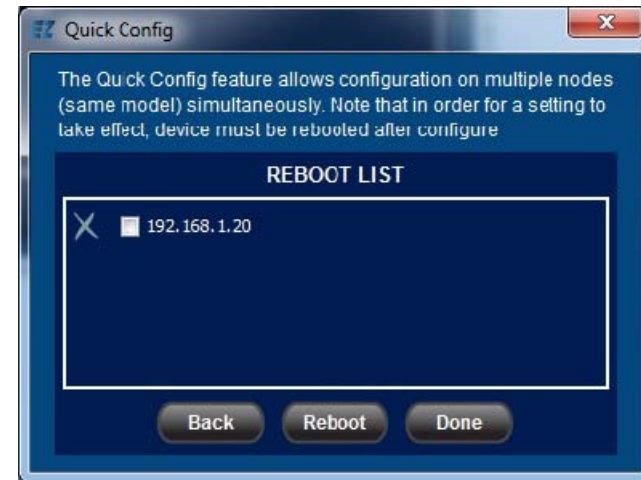 EZ Quick Config
The Quick Config feature allows configuration on multiple nodes
(same model) simultaneously. Note that in order for a setting to
take effect, device must be rebooted after configure
REBOOT LIST
192.168.1.20
Back Reboot Done